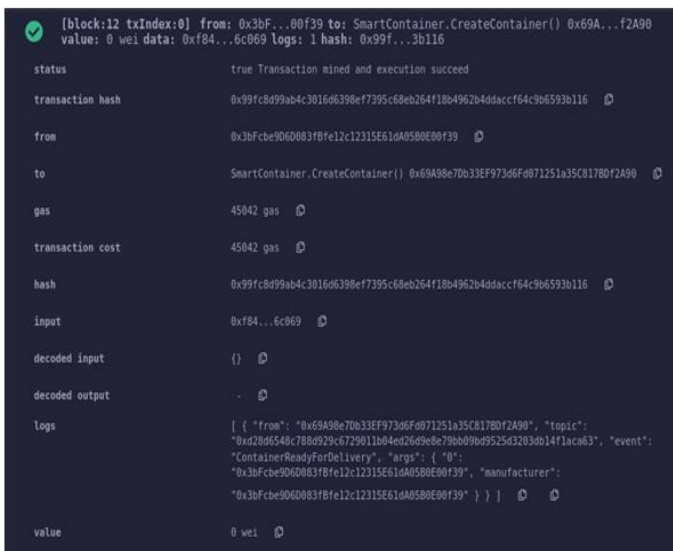 [block:12 txIndex:0] from: 0x3bF...00f39 to: SmartContainer.CreateContainer() 0x69A...f2A90
value: 0 wei data: 0xf84...6c069 logs: 1 hash: 0x99f...3b116
status true Transaction mined and execution succeed
transaction hash 0x99fc8d99ab4c3016d6398ef7395c68eb264f18b4962b4ddaccf64c9b6593b116
from 0x3bFcbe9D6D083fBfe12c12315E61dA05B0E00f39
to SmartContainer.CreateContainer() 0x69A98e7Db33EF973d6Fd071251a35C817BDf2A90
gas 45042 gas
transaction cost 45042 gas
hash 0x99fc8d99ab4c3016d6398ef7395c68eb264f18b4962b4ddaccf64c9b6593b116
input 0xf84...6c069
decoded input {}
decoded output -
logs [ { "from": "0x69A98e7Db33EF973d6Fd071251a35C817BDf2A90", "topic":
"0xd28d6548c788d929c6729011b04ed26d9e8e79bb09bd9525d3203db14f1aca63", "event":
"ContainerReadyForDelivery", "args": { "0":
"0x3bFcbe9D6D083fBfe12c12315E61dA05B0E00f39", "manufacturer":
"0x3bFcbe9D6D083fBfe12c12315E61dA05B0E00f39" } } ]
value 0 wei